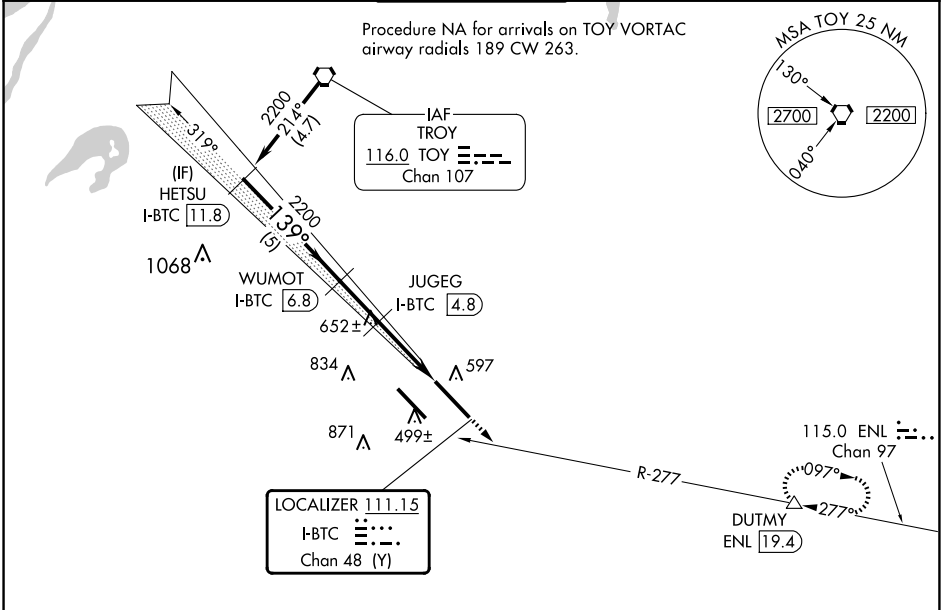 Procedure NA for arrivals on TOY VORTAC
airway radials 189 CW 263.
MSA TOY 25 NM
130°
2700
2200
040°
2200
214°
(4.7)
IAF
TROY
116.0 TOY
Chan 107
319°
(IF)
HETSU
I-BTC 11.8
2200
139°
(5)
1068
WUMOT
I-BTC 6.8
JUGEG
I-BTC 4.8
652±
834
597
871
499±
115.0 ENL
Chan 97
R-277
097°
277°
DUTMY
ENL 19.4
LOCALIZER 111.15
I-BTC
Chan 48 (Y)